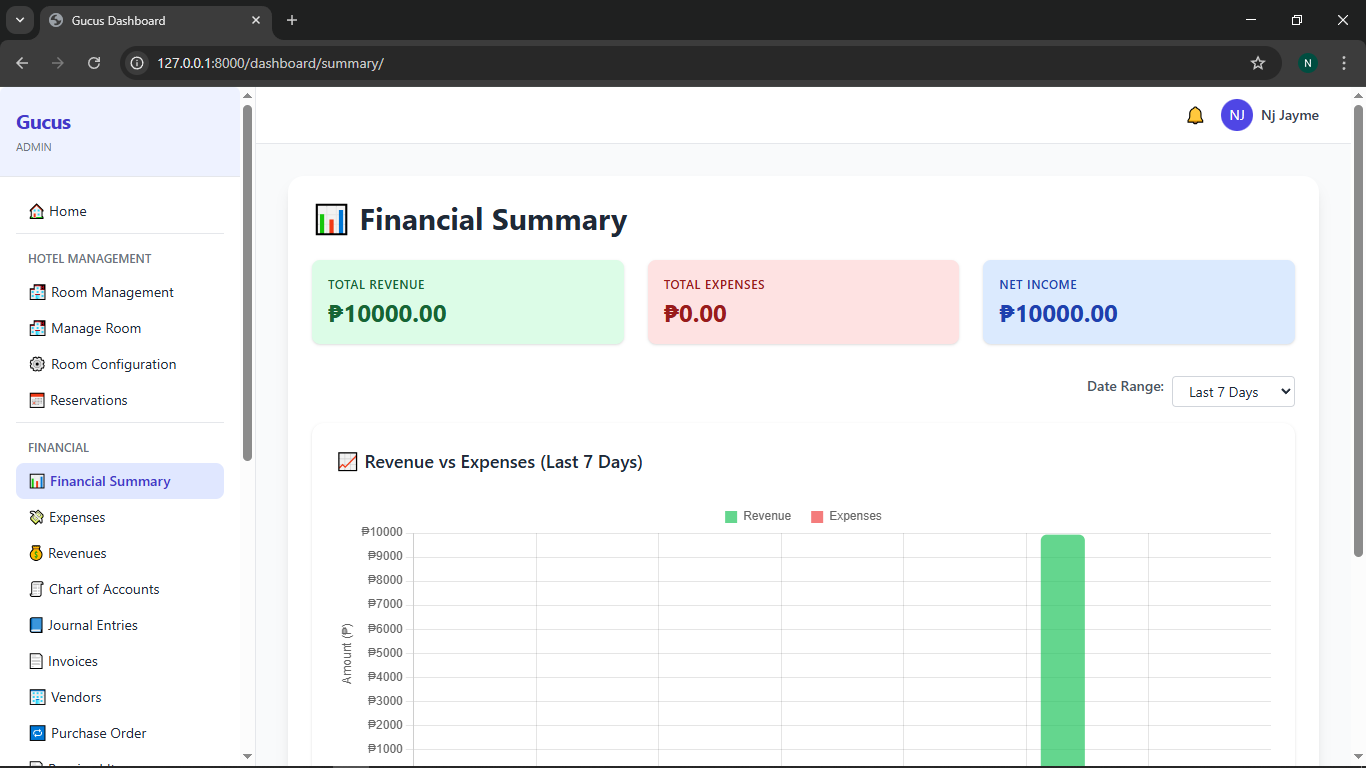 Gucus Dashboard
127.0.0.1:8000/dashboard/summary/
N
Gucus
ADMIN
NJ
Nj Jayme
Home
HOTEL MANAGEMENT
Room Management
Manage Room
Room Configuration
Reservations
FINANCIAL
Financial Summary
Expenses
Revenues
Chart of Accounts
Journal Entries
Invoices
Vendors
Purchase Order
Financial Summary
TOTAL REVENUE
₱10000.00
TOTAL EXPENSES
₱0.00
NET INCOME
₱10000.00
Date Range:
Last 7 Days
Revenue vs Expenses (Last 7 Days)
Revenue
Expenses
₱10000
₱9000
₱8000
₱7000
₱6000
₱5000
₱4000
₱3000
₱2000
₱1000
Amount (₱)